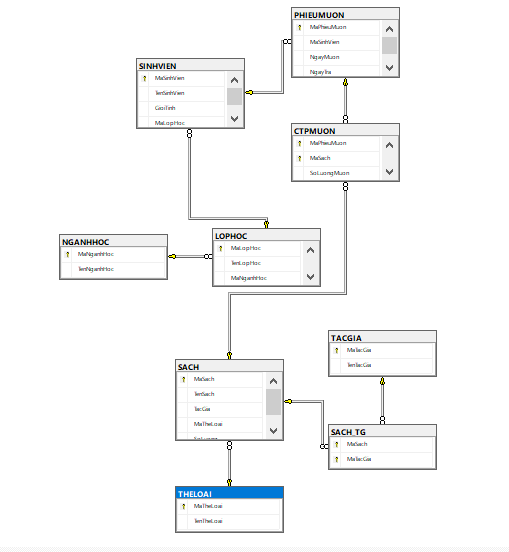 PHIEUMUON
MaPhieuMuon
MaSinhVien
NgayMuon
NgayTra
SINHVIEN
MaSinhVien
TenSinhVien
GioiTinh
MaLopHoc
CTPMUON
MaPhieuMuon
MaSach
SoLuongMuon
LOPHOC
MaLopHoc
TenLopHoc
MaNganhHoc
NGANHHOC
MaNganhHoc
TenNganhHoc
TACGIA
MaTacGia
TenTacGia
SACH
MaSach
TenSach
TacGia
MaTheLoai
SoLuong
SACH_TG
MaSach
MaTacGia
THELOAI
MaTheLoai
TenTheLoai